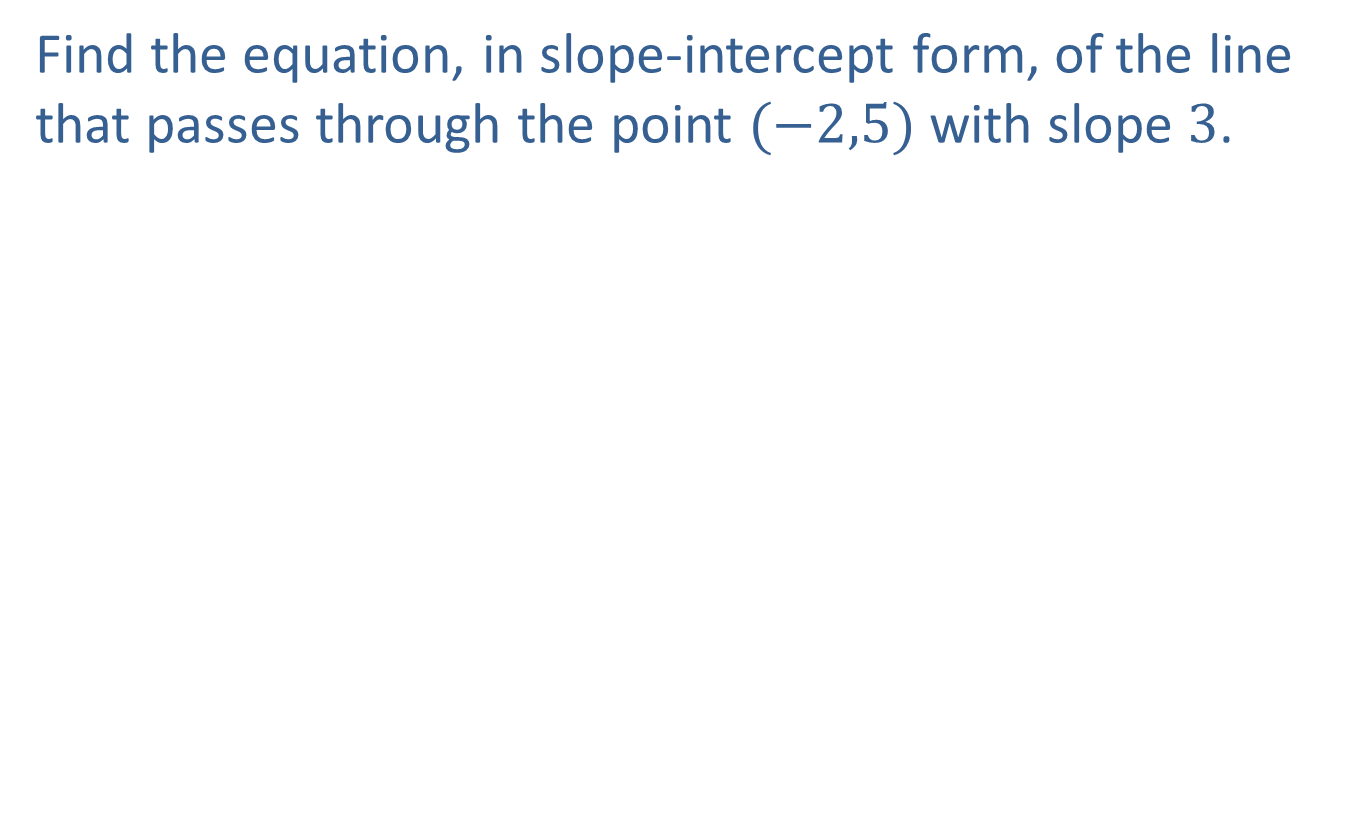 Find the equation, in slope-intercept form, of the line
that passes through the point (−2,5) with slope 3.